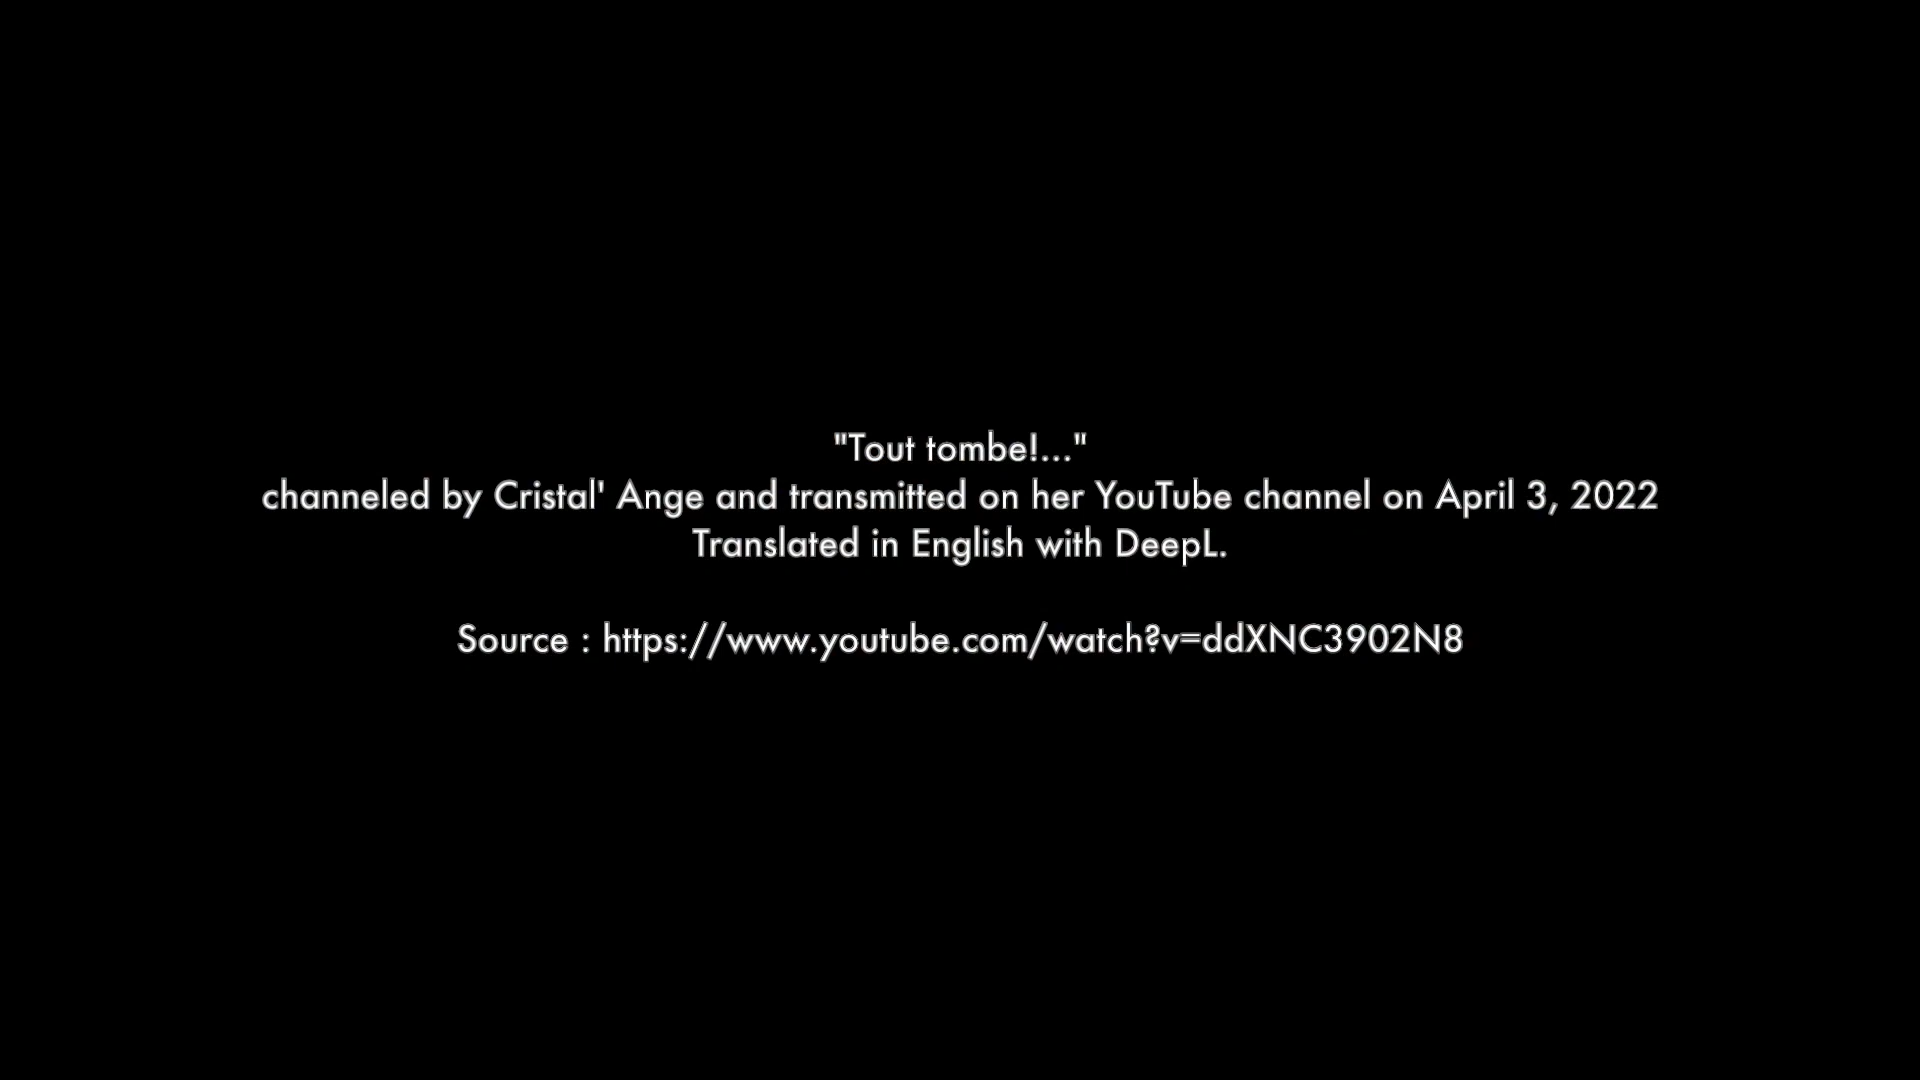 "Tout tombe!..."
channeled by Cristal' Ange and transmitted on her YouTube channel on April 3, 2022
Translated in English with DeepL.
Source : https://www.youtube.com/watch?v=ddXNC3902N8